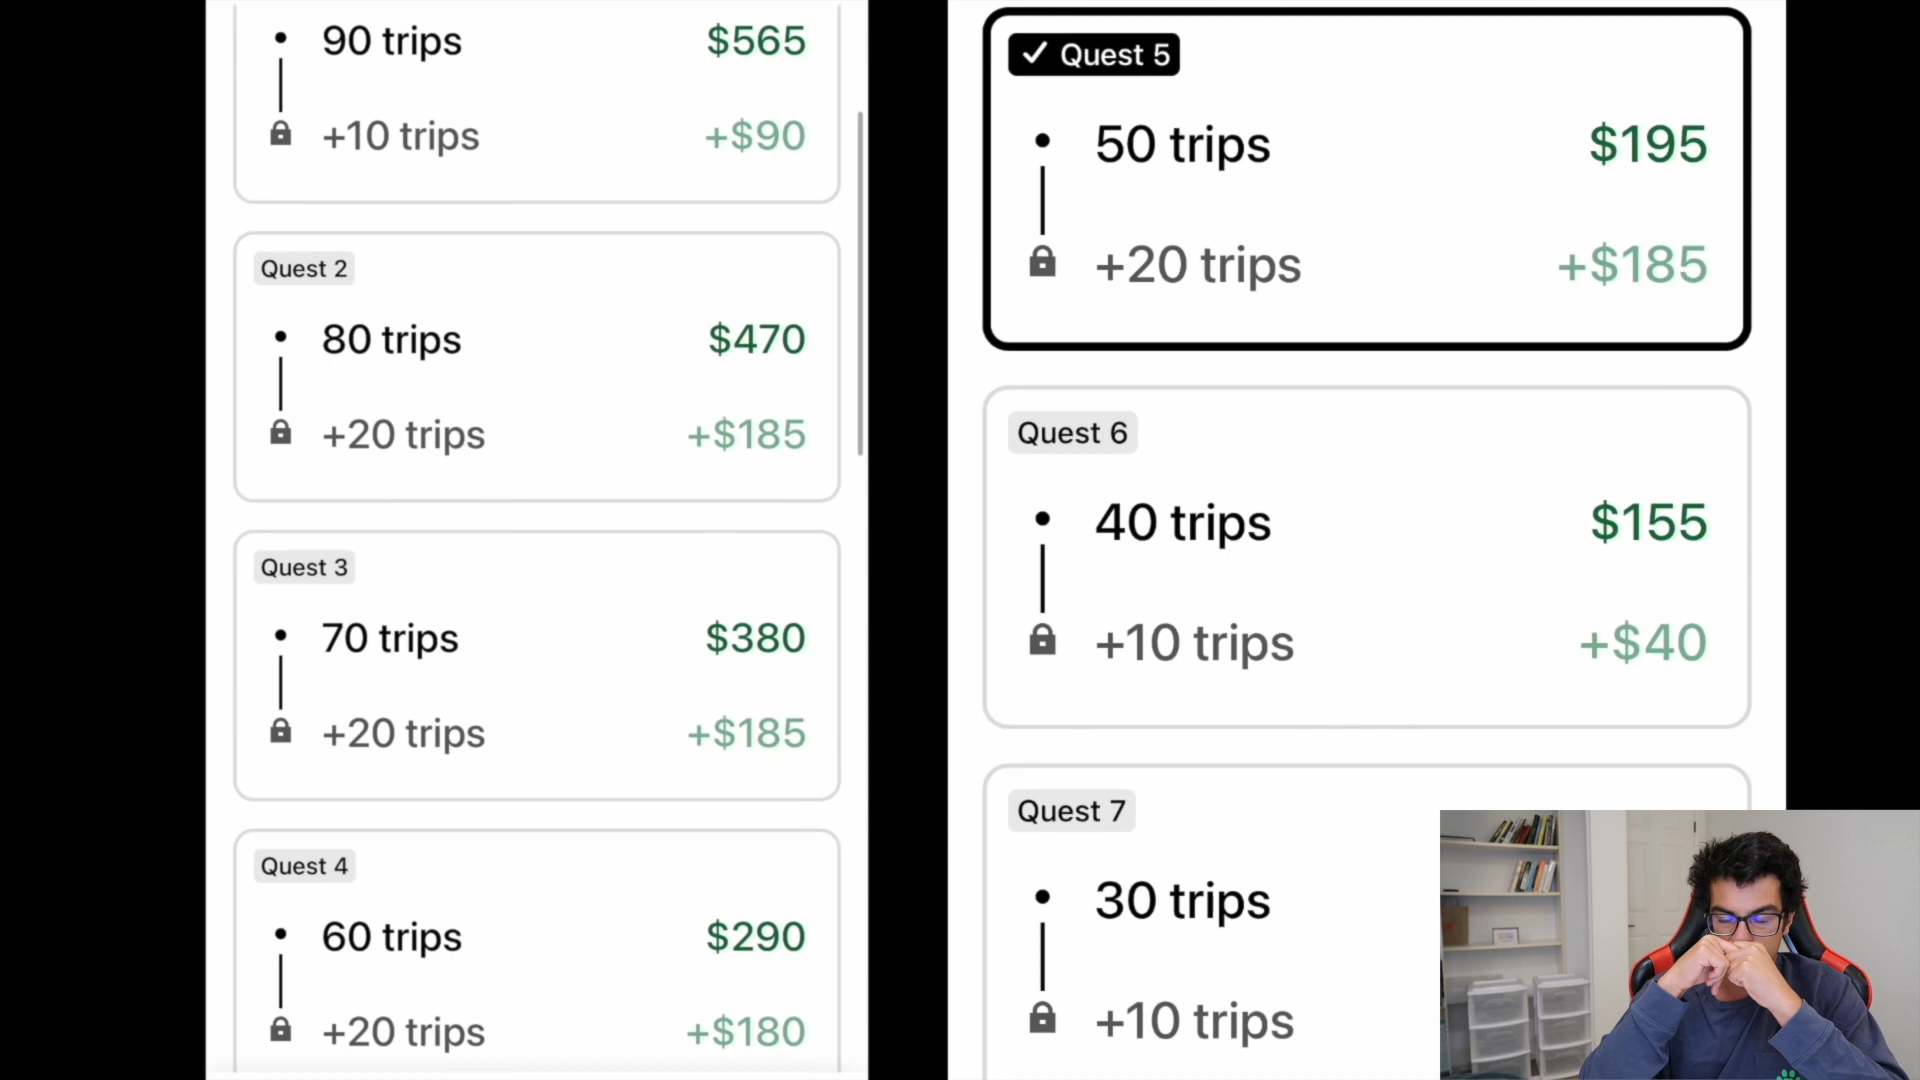 90 trips $565
+10 trips +$90
Quest 2
80 trips $470
+20 trips +$185
Quest 3
70 trips $380
+20 trips +$185
Quest 4
60 trips $290
+20 trips +$180
✓ Quest 5
50 trips $195
+20 trips +$185
Quest 6
40 trips $155
+10 trips +$40
Quest 7
30 trips
+10 trips